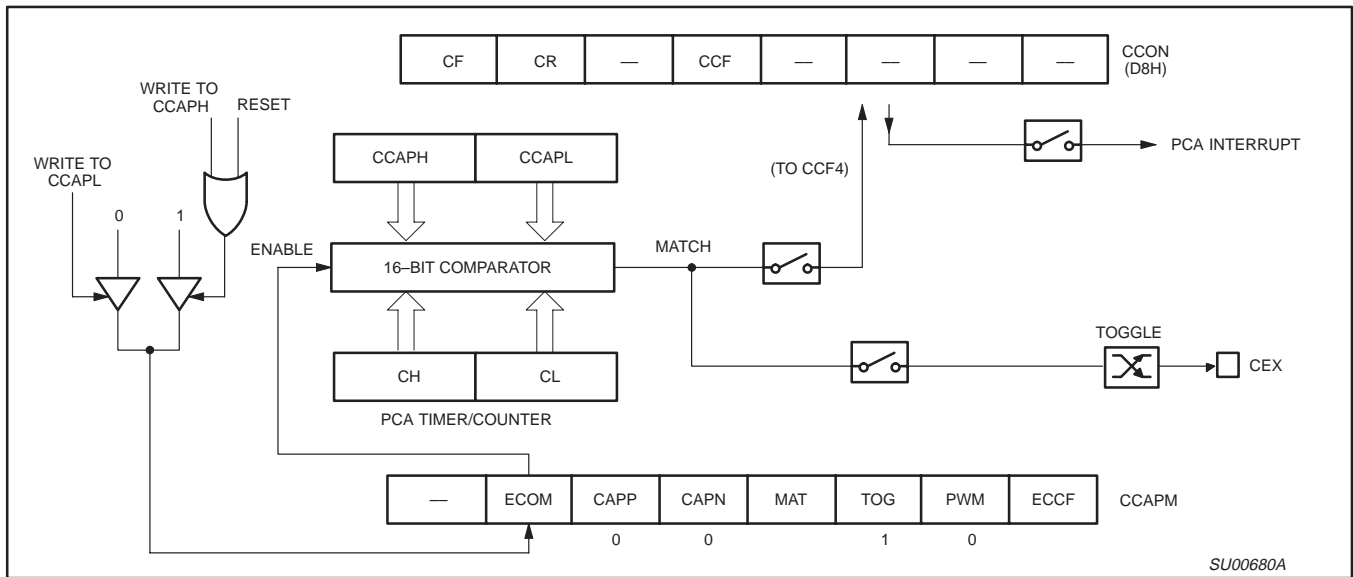 CF CR — CCF — — — — CCON
(D8H)
WRITE TO
CCAPH RESET
CCAPH CCAPL
PCA INTERRUPT
WRITE TO
CCAPL
(TO CCF4)
0 1
ENABLE
16–BIT COMPARATOR
MATCH
TOGGLE
CH CL
CEX
PCA TIMER/COUNTER
— ECOM CAPP CAPN MAT TOG PWM ECCF CCAPM
0 0 1 0
SU00680A